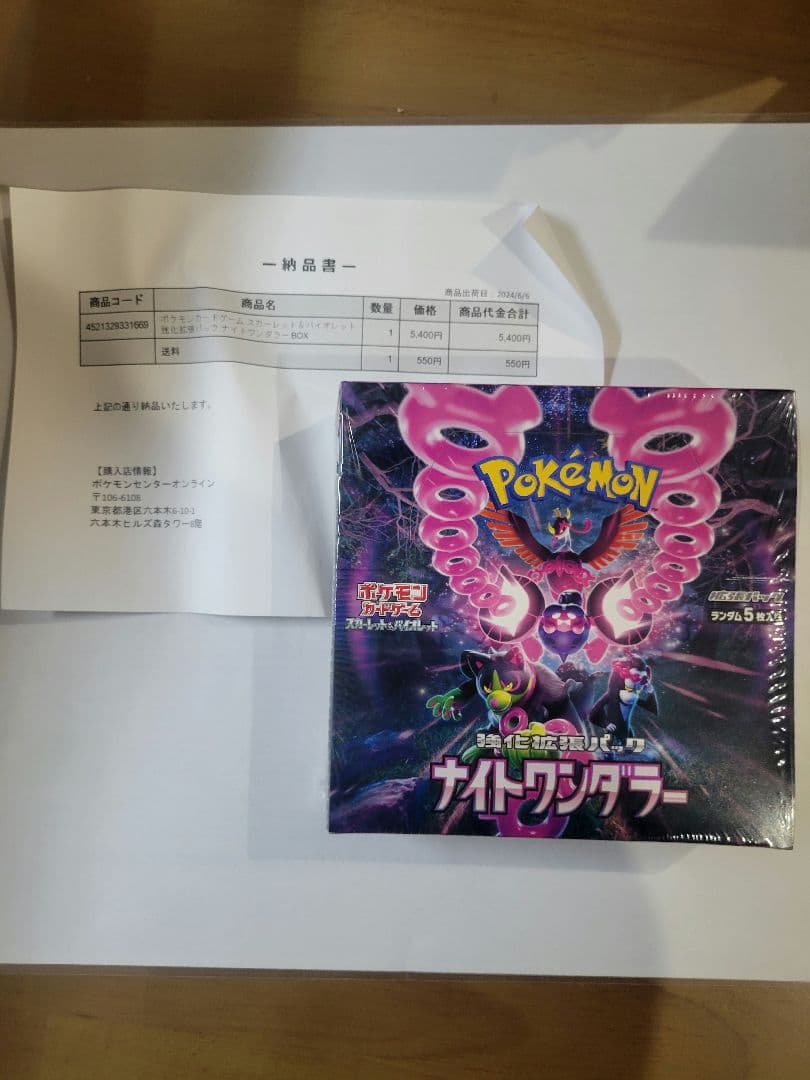 ー納品書ー
商品出荷日：2024/6/6
商品コード 商品名 数量 価格 商品代金合計
4521329331669 ポケモンカードゲーム スカーレット&バイオレット 強化拡張パック ナイトワンダラー BOX 1 5,400円 5,400円
送料 1 550円 550円
上記の通り納品いたします。
【購入店情報】
ポケモンセンターオンライン
〒106-6108
東京都港区六本木6-10-1
六本木ヒルズ森タワー8階
POKéMON
ポケモン
カードゲーム
スカーレット&バイオレット
ランダム5枚入り
強化拡張パック
ナイトワンダラー